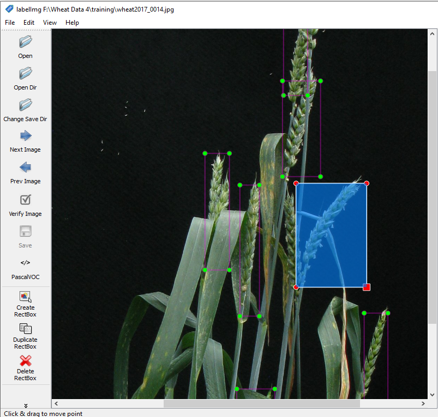 labelImg F:\Wheat Data 4\training\wheat2017_0014.jpg
File Edit View Help
Open
Open Dir
Change Save Dir
Next Image
Prev Image
Verify Image
Save
</>
PascalVOC
Create
RectBox
Duplicate
RectBox
Delete
RectBox
Click & drag to move point